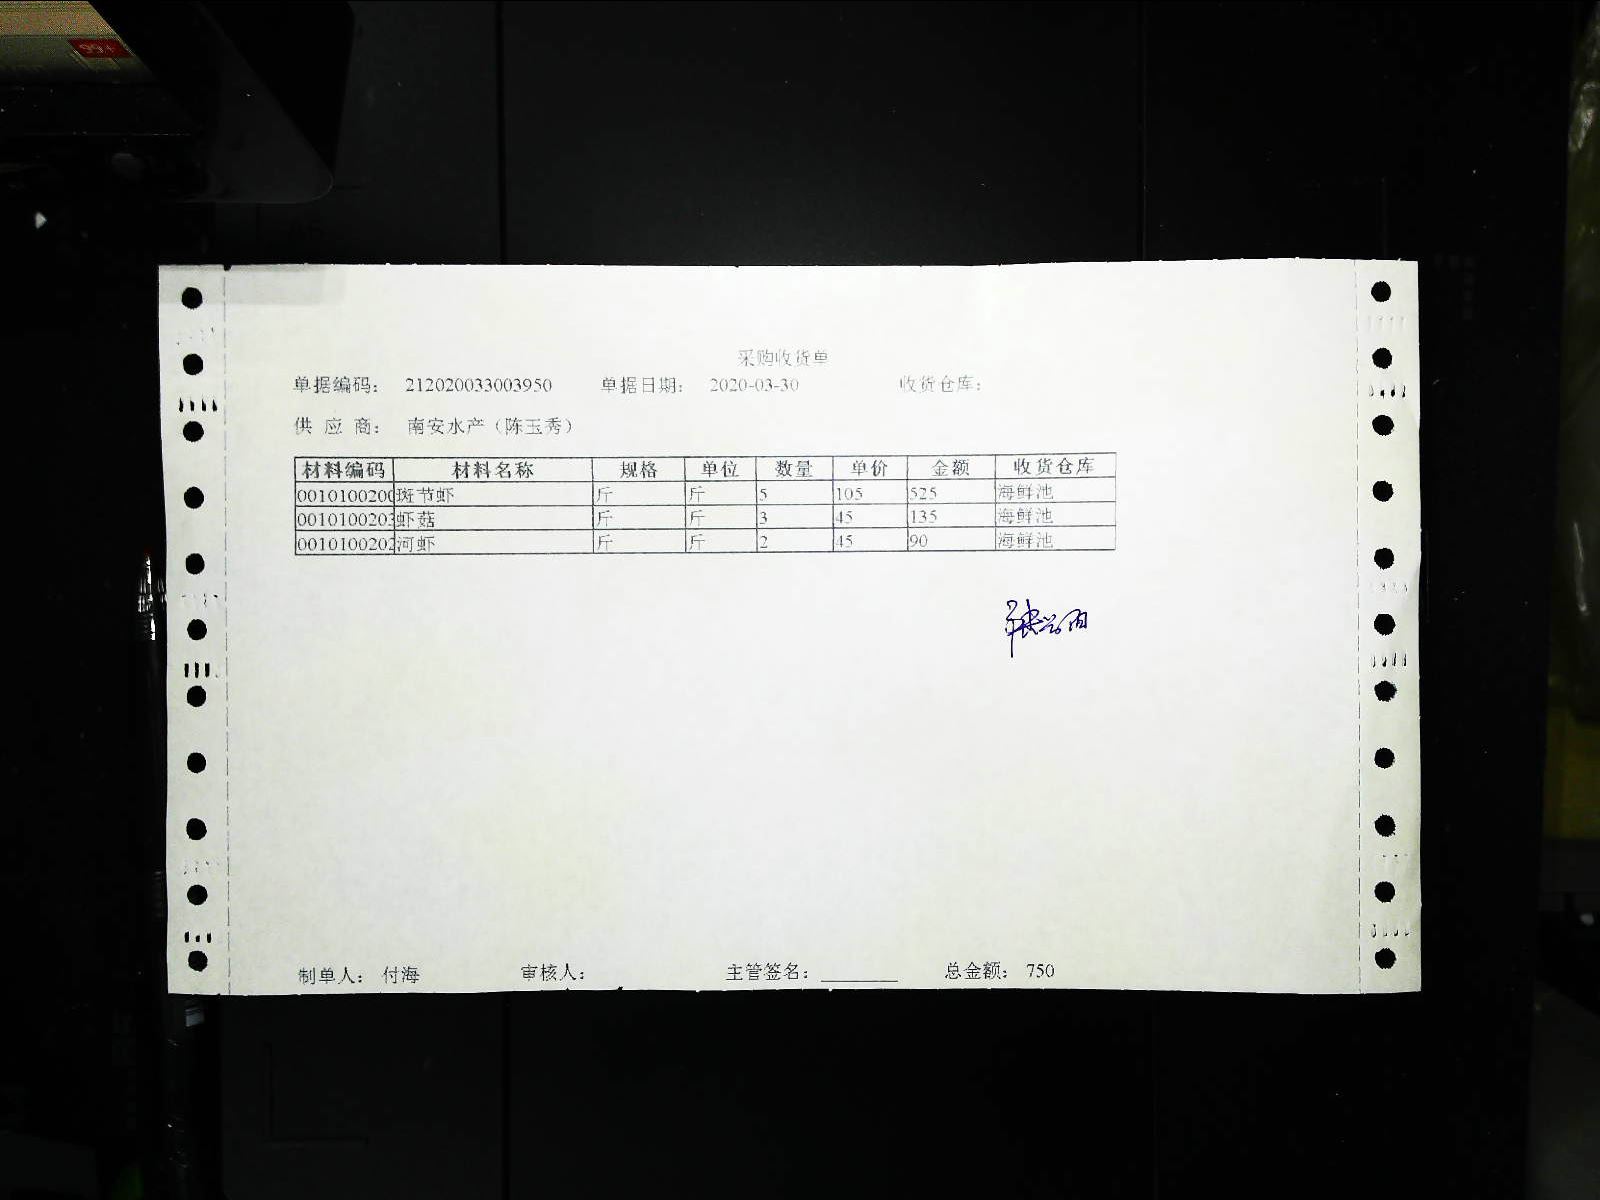 99+
采购收货单
单据编码： 212020033003950 单据日期： 2020-03-30 收货仓库：
供 应 商： 南安水产（陈玉秀）
材料编码 材料名称 规格 单位 数量 单价 金额 收货仓库
0010100200 斑节虾 斤 斤 5 105 525 海鲜池
001010020 虾菇 斤 斤 3 45 135 海鲜池
0010100202 河虾 斤 斤 2 45 90 海鲜池
制单人： 付海 审核人： 主管签名：________ 总金额： 750